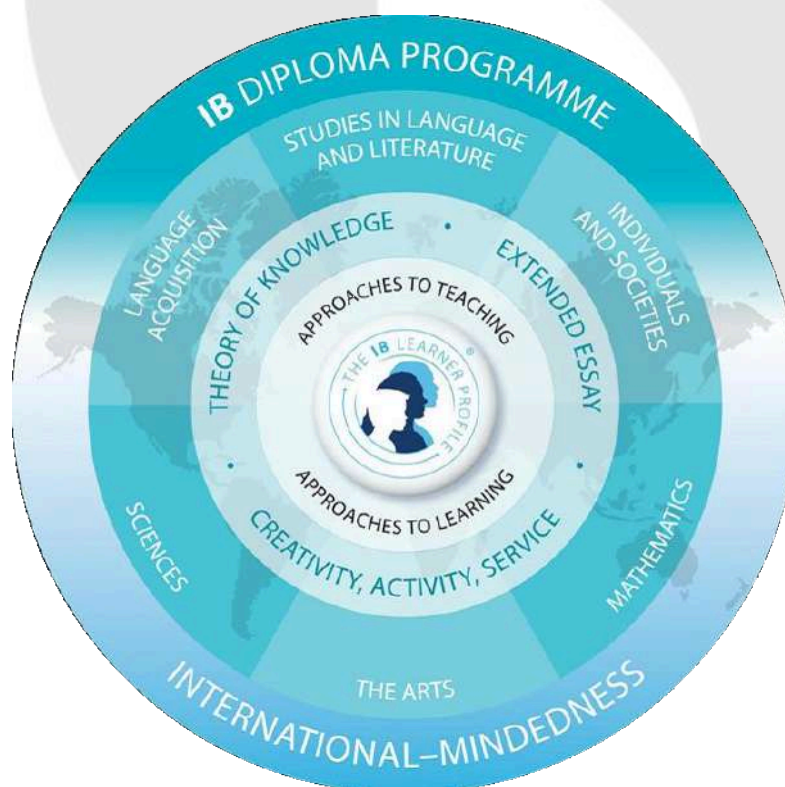 IB DIPLOMA PROGRAMME
STUDIES IN LANGUAGE
AND LITERATURE
LANGUAGE
ACQUISITION
INDIVIDUALS
AND SOCIETIES
THEORY OF KNOWLEDGE
•
EXTENDED ESSAY
•
APPROACHES TO TEACHING
THE IB LEARNER PROFILE®
APPROACHES TO LEARNING
•
CREATIVITY, ACTIVITY, SERVICE
SCIENCES
MATHEMATICS
THE ARTS
INTERNATIONAL–MINDEDNESS